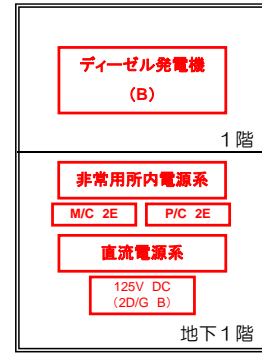 ディーゼル発電機
（B）
1階
非常用所内電源系
M/C 2E P/C 2E
直流電源系
125V DC
（2D/G B）
地下1階